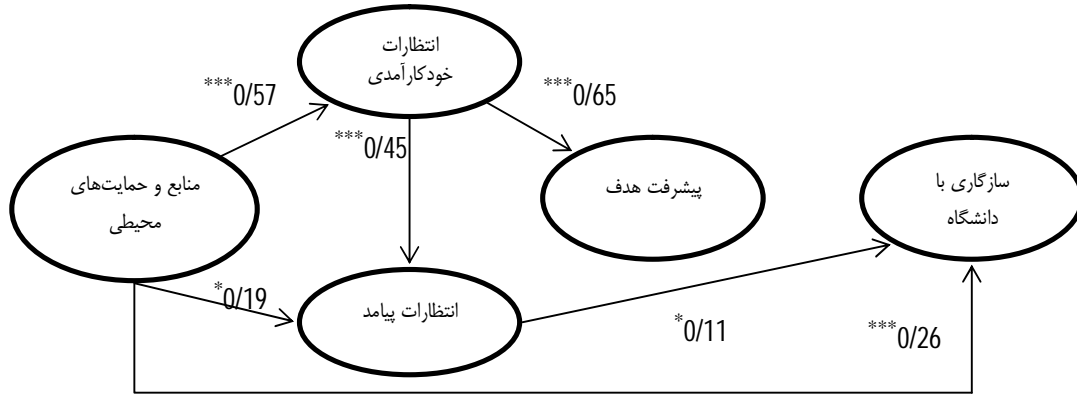 انتظارات
خودکارآمدی
***0/57
***0/65
***0/45
منابع و حمایت‌های
محیطی
پیشرفت هدف
سازگاری با
دانشگاه
*0/19
انتظارات پیامد
*0/11
***0/26